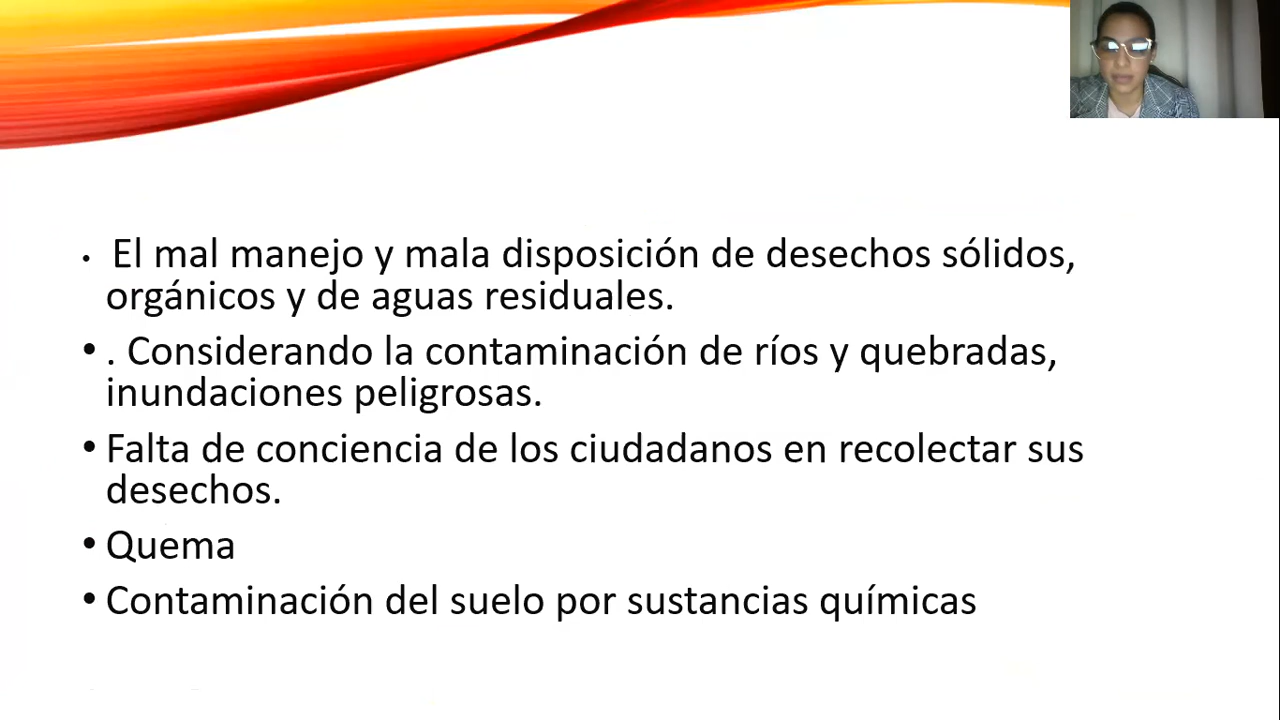 • El mal manejo y mala disposición de desechos sólidos,
orgánicos y de aguas residuales.
• . Considerando la contaminación de ríos y quebradas,
inundaciones peligrosas.
• Falta de conciencia de los ciudadanos en recolectar sus
desechos.
• Quema
• Contaminación del suelo por sustancias químicas